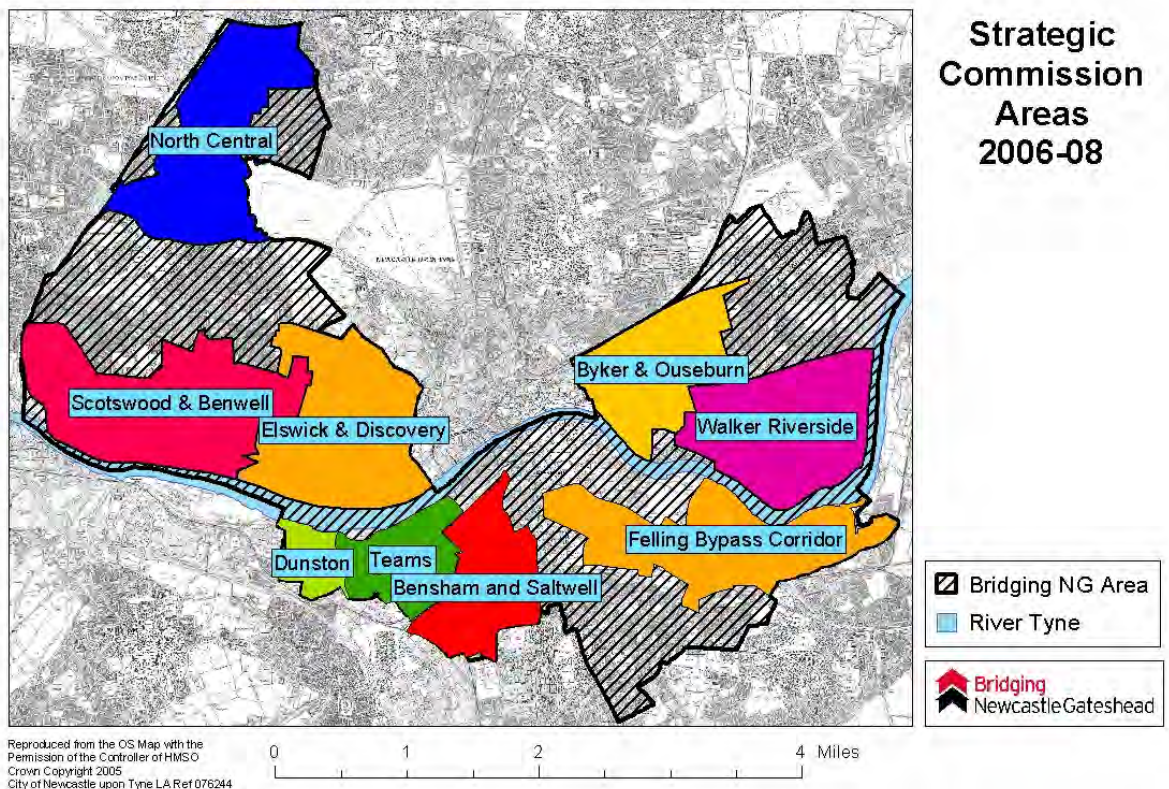 Strategic
Commission
Areas
2006-08
North Central
NEWCASTLE UPON TYNE
Byker & Ouseburn
Scotswood & Benwell
Elswick & Discovery
Walker Riverside
Felling Bypass Corridor
Dunston
Teams
Bensham and Saltwell
Bridging NG Area
River Tyne
Bridging
NewcastleGateshead
Reproduced from the OS Map with the
Permission of the Controller of HMSO
Crown Copyright 2005
City of Newcastle upon Tyne LA Ref 076244
0 1 2 4 Miles